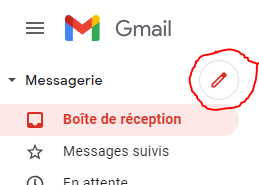 Gmail
Messagerie
Boîte de réception
Messages suivis
En attente